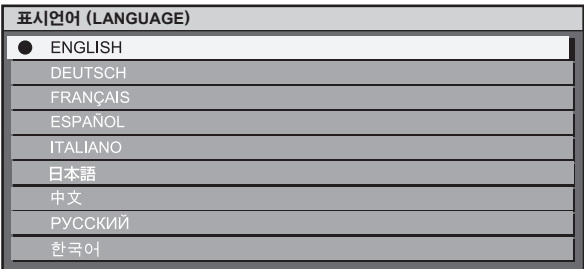 표시언어 (LANGUAGE)
ENGLISH
DEUTSCH
FRANÇAIS
ESPAÑOL
ITALIANO
日本語
中文
РУССКИЙ
한국어